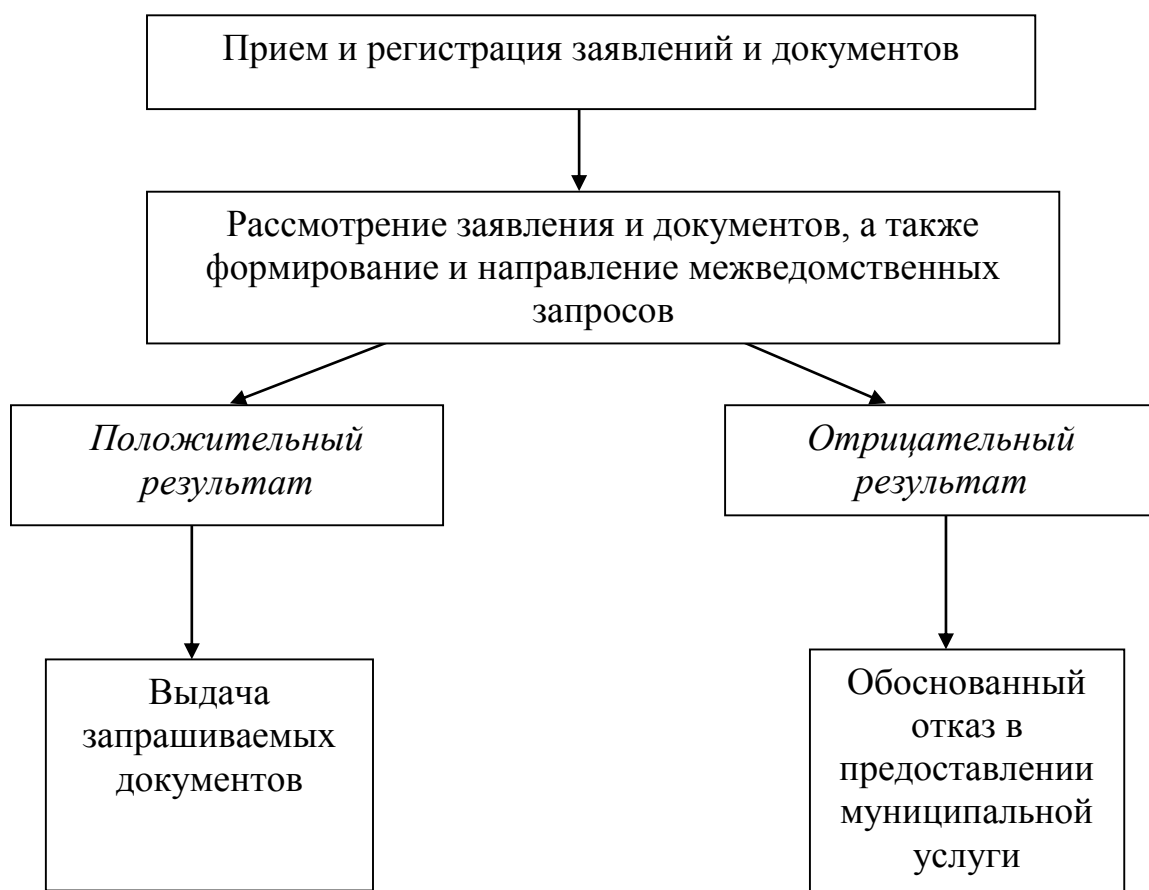 Прием и регистрация заявлений и документов
Рассмотрение заявления и документов, а также
формирование и направление межведомственных
запросов
Положительный
результат
Отрицательный
результат
Выдача
запрашиваемых
документов
Обоснованный
отказ в
предоставлении
муниципальной
услуги